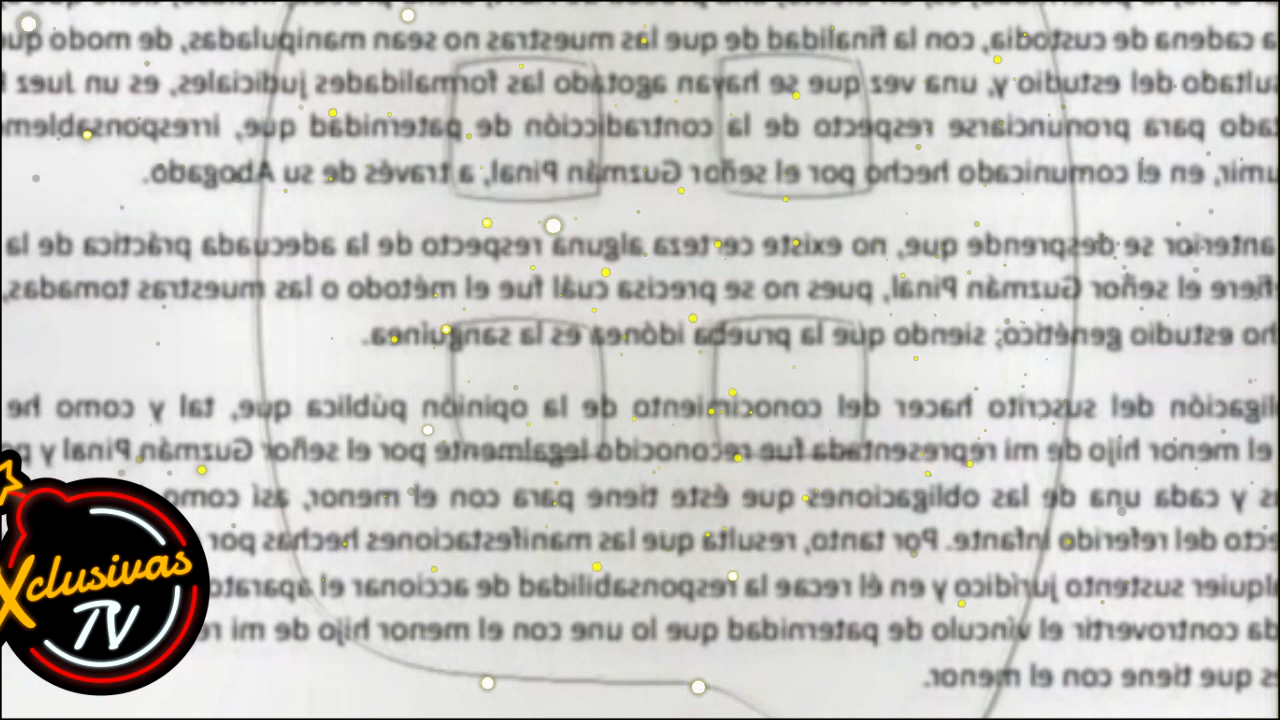 a cadena de custodia, con la finalidad de que las muestras no sean manipuladas, de modo qu
sultado del estudio y, una vez que se hayan agotado las formalidades judiciales, es un Juez
tado para pronunciarse respecto de la contradicción de paternidad que, irresponsablem
umir, en el comunicado hecho por el señor Guzmán Pinal, a través de su Abogado.
anterior se desprende que, no existe certeza alguna respecto de la adecuada práctica de la
fiere el señor Guzmán Pinal, pues no se precisa cuál fue el método o las muestras tomadas,
ho estudio genético; siendo que la prueba idónea es la sanguínea.
ligación del suscrito hacer del conocimiento de la opinión pública que, tal y como he
el menor hijo de mi representada fue reconocido legalmente por el señor Guzmán Pinal y p
s y cada una de las obligaciones que éste tiene para con el menor, así como
ecto del referido infante. Por tanto, resulta que las manifestaciones hechas por
alquier sustento jurídico y en él recae la responsabilidad de accionar el aparato
da controvertir el vínculo de paternidad que lo une con el menor hijo de mi re
s que tiene con el menor.
Xclusivas
TV